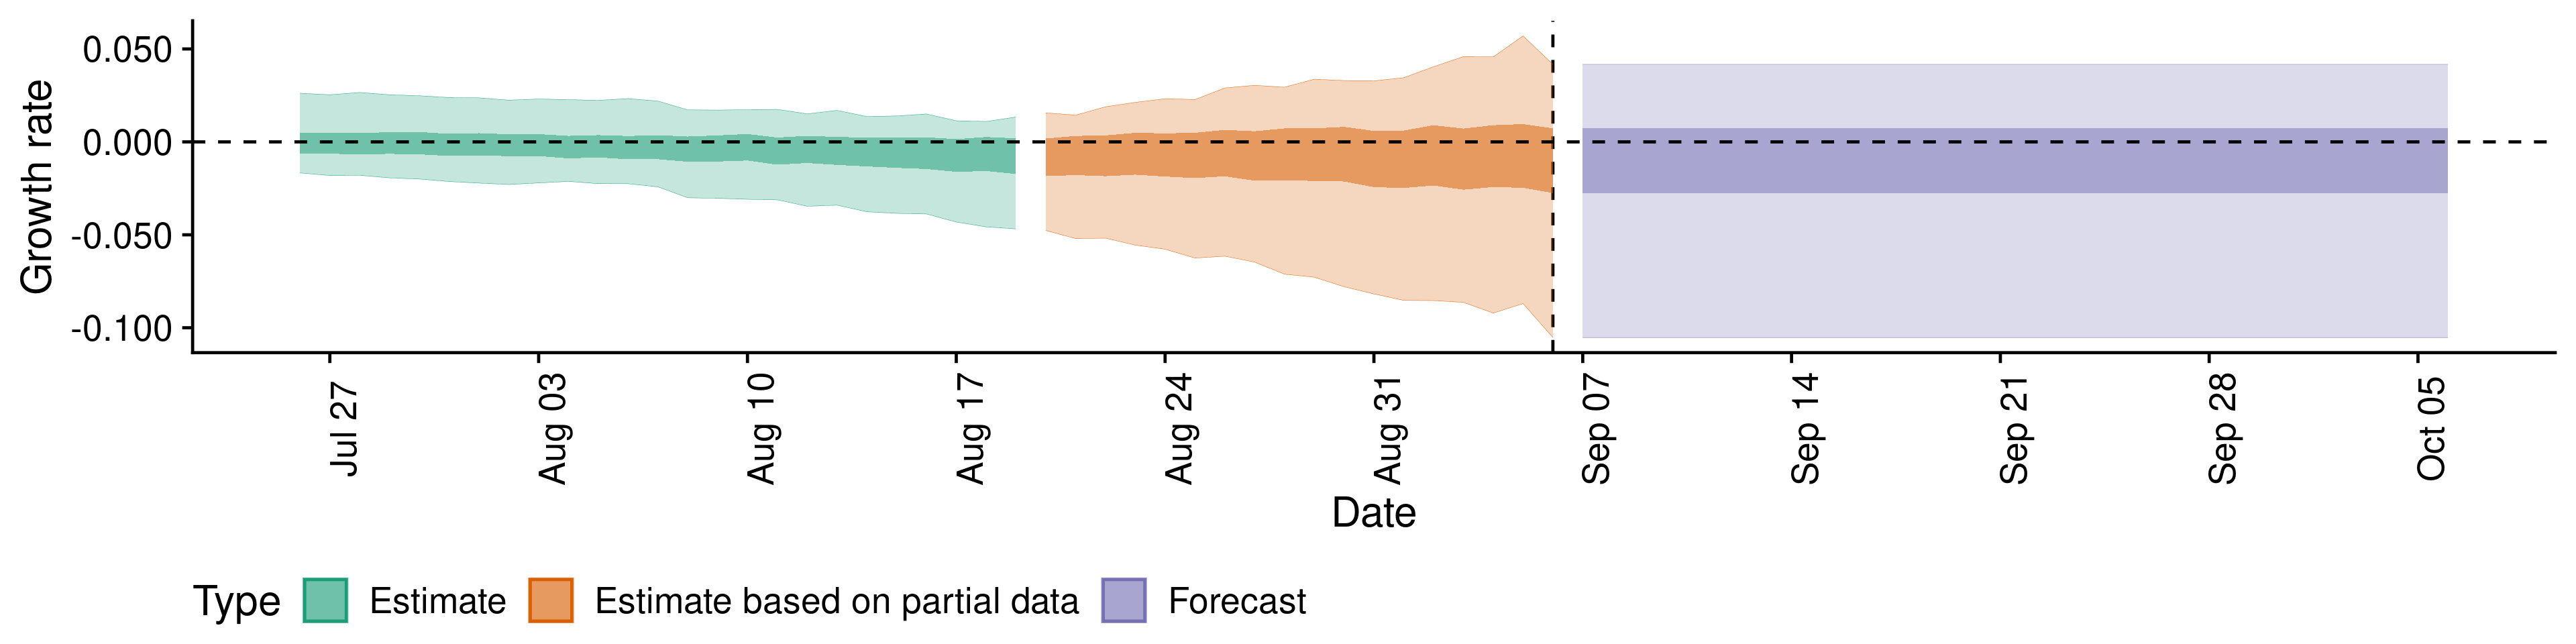 Growth rate
0.050
0.000
-0.050
-0.100
Jul 27
Aug 03
Aug 10
Aug 17
Aug 24
Aug 31
Sep 07
Sep 14
Sep 21
Sep 28
Oct 05
Date
Type Estimate Estimate based on partial data Forecast